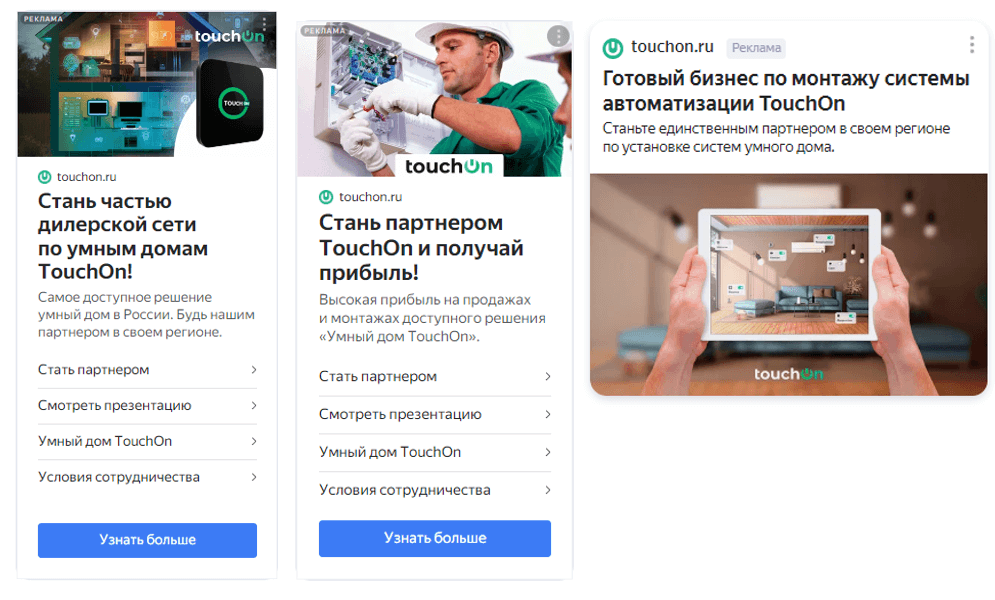 РЕКЛАМА
touchOn
TOUCH ON
touchon.ru
Стань частью
дилерской сети
по умным домам
TouchOn!
Самое доступное решение
умный дом в России. Будь нашим
партнером в своем регионе.
Стать партнером
Смотреть презентацию
Умный дом TouchOn
Условия сотрудничества
Узнать больше
РЕКЛАМА
touchOn
touchon.ru
Стань партнером
TouchOn и получай
прибыль!
Высокая прибыль на продажах
и монтажах доступного решения
«Умный дом TouchOn».
Стать партнером
Смотреть презентацию
Умный дом TouchOn
Условия сотрудничества
Узнать больше
touchon.ru Реклама
Готовый бизнес по монтажу системы
автоматизации TouchOn
Станьте единственным партнером в своем регионе
по установке систем умного дома.
touchOn